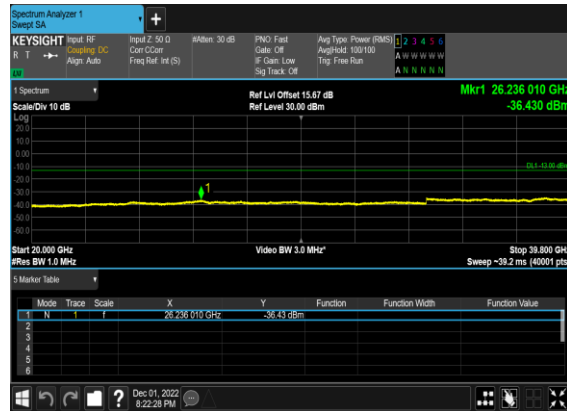 Spectrum Analyzer 1
Swept SA
+
KEYSIGHT Input: RF Input Z: 50 Ω #Atten: 30 dB PNO: Fast Avg Type: Power (RMS) 1 2 3 4 5 6
R T Coupling: DC Corr CCorr Gate: Off Avg|Hold: 100/100 A W W W W W
Align: Auto Freq Ref: Int (S) IF Gain: Low Trig: Free Run
LXI Sig Track: Off A N N N N N
1 Spectrum Ref Lvl Offset 15.67 dB Mkr1 26.236 010 GHz
Scale/Div 10 dB Ref Level 30.00 dBm -36.430 dBm
Log
20.0
10.0
0.00
-10.0 DL1 -13.00 dBm
-20.0
-30.0 1
-40.0
-50.0
-60.0
Start 20.000 GHz Video BW 3.0 MHz* Stop 39.800 GHz
#Res BW 1.0 MHz Sweep ~39.2 ms (40001 pts)
5 Marker Table
Mode Trace Scale X Y Function Function Width Function Value
1 N 1 f 26.236 010 GHz -36.43 dBm
2
3
4
5
6
? Dec 01, 2022
8:22:28 PM